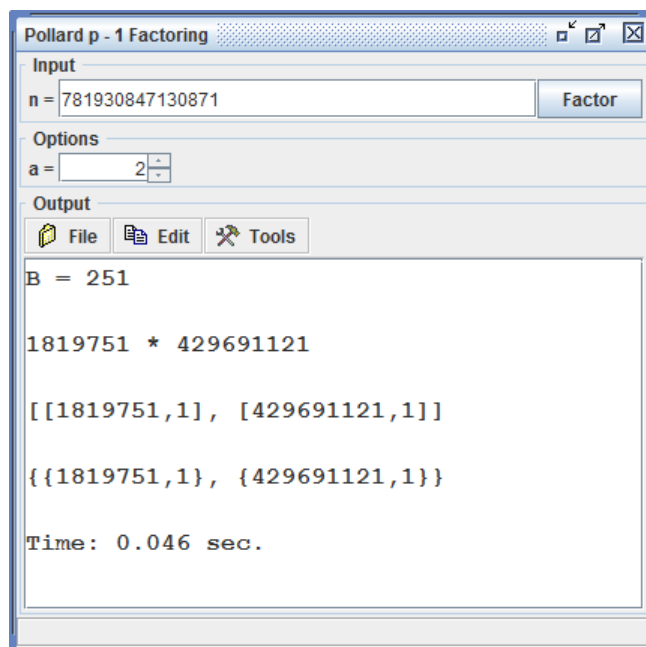 Pollard p - 1 Factoring
Input
n = 781930847130871 Factor
Options
a = 2
Output
File Edit Tools
B = 251
1819751 * 429691121
[[1819751,1], [429691121,1]]
{{1819751,1}, {429691121,1}}
Time: 0.046 sec.